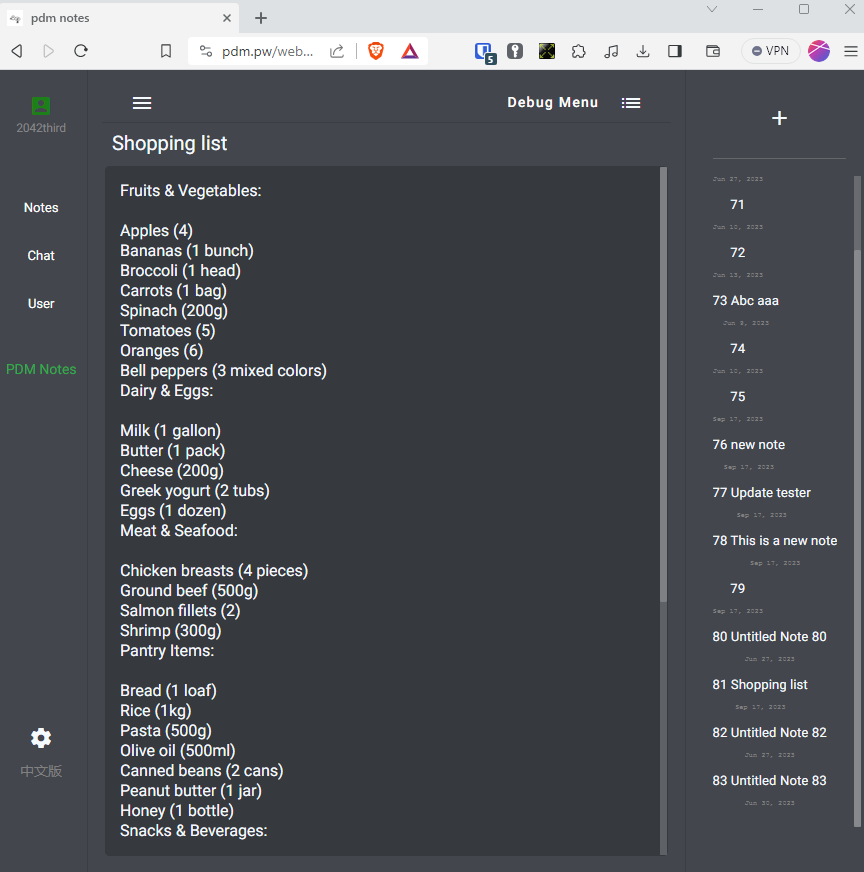 pdm notes
pdm.pw/web...
5
VPN
2042third
Notes
Chat
User
PDM Notes
中文版
Debug Menu
Shopping list
Fruits & Vegetables:
Apples (4)
Bananas (1 bunch)
Broccoli (1 head)
Carrots (1 bag)
Spinach (200g)
Tomatoes (5)
Oranges (6)
Bell peppers (3 mixed colors)
Dairy & Eggs:
Milk (1 gallon)
Butter (1 pack)
Cheese (200g)
Greek yogurt (2 tubs)
Eggs (1 dozen)
Meat & Seafood:
Chicken breasts (4 pieces)
Ground beef (500g)
Salmon fillets (2)
Shrimp (300g)
Pantry Items:
Bread (1 loaf)
Rice (1kg)
Pasta (500g)
Olive oil (500ml)
Canned beans (2 cans)
Peanut butter (1 jar)
Honey (1 bottle)
Snacks & Beverages:
+
Jun 27, 2023
71
Jun 10, 2023
72
Jun 13, 2023
73 Abc aaa
Jun 8, 2023
74
Jun 10, 2023
75
Sep 17, 2023
76 new note
Sep 17, 2023
77 Update tester
Sep 17, 2023
78 This is a new note
Sep 17, 2023
79
Sep 17, 2023
80 Untitled Note 80
Jun 27, 2023
81 Shopping list
Sep 17, 2023
82 Untitled Note 82
Jun 27, 2023
83 Untitled Note 83
Jun 30, 2023